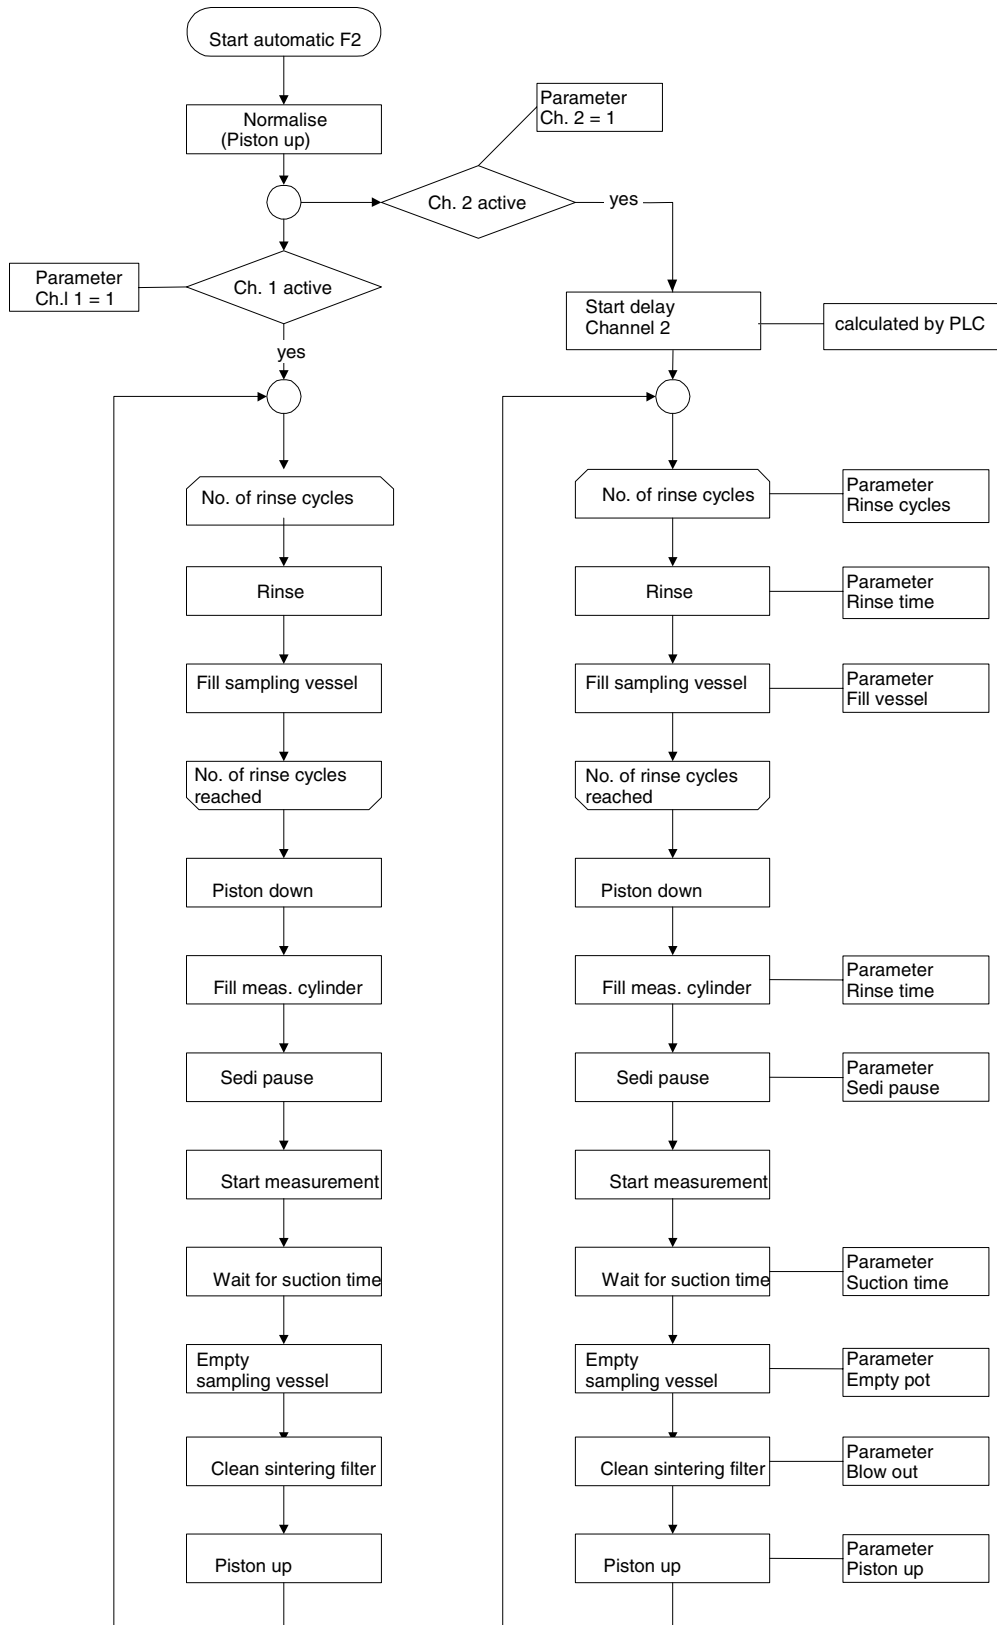 Start automatic F2
Normalise
(Piston up)
Parameter
Ch. 2 = 1
Ch. 2 active
yes
Parameter
Ch.l 1 = 1
Ch. 1 active
yes
Start delay
Channel 2
calculated by PLC
No. of rinse cycles
No. of rinse cycles
Parameter
Rinse cycles
Rinse
Rinse
Parameter
Rinse time
Fill sampling vessel
Fill sampling vessel
Parameter
Fill vessel
No. of rinse cycles
reached
No. of rinse cycles
reached
Piston down
Piston down
Fill meas. cylinder
Fill meas. cylinder
Parameter
Rinse time
Sedi pause
Sedi pause
Parameter
Sedi pause
Start measurement
Start measurement
Wait for suction time
Wait for suction time
Parameter
Suction time
Empty
sampling vessel
Empty
sampling vessel
Parameter
Empty pot
Clean sintering filter
Clean sintering filter
Parameter
Blow out
Piston up
Piston up
Parameter
Piston up